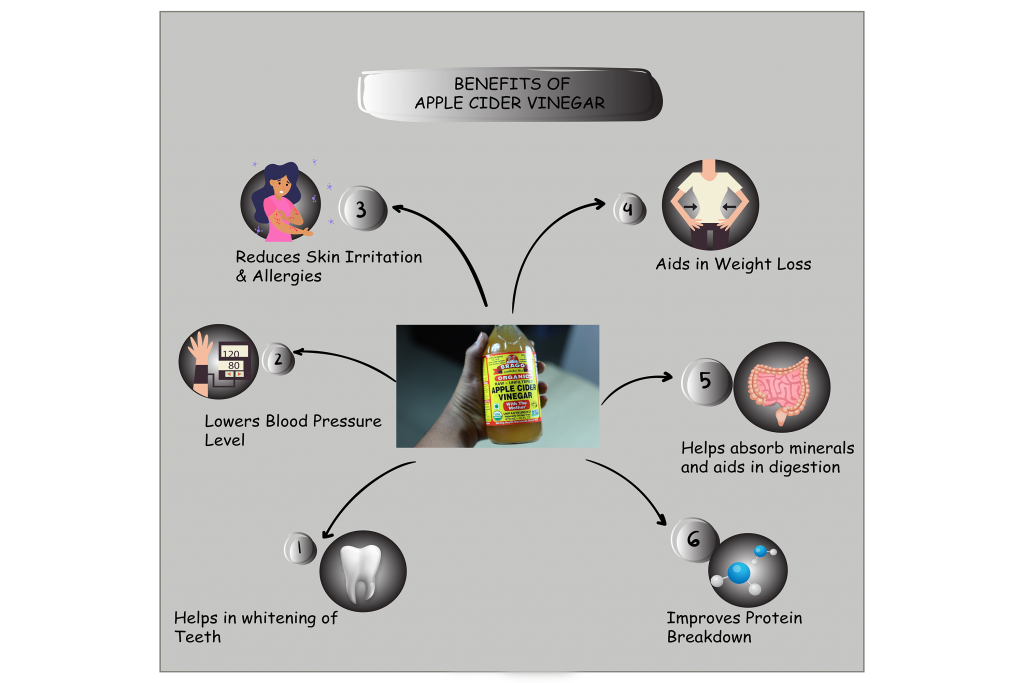 BENEFITS OF
APPLE CIDER VINEGAR
3
Reduces Skin Irritation
& Allergies
4
Aids in Weight Loss
120
80
2
Lowers Blood Pressure
Level
BRAGG
ORGANIC
RAW - UNFILTERED
APPLE CIDER
VINEGAR
With The
Mother
5
Helps absorb minerals
and aids in digestion
1
Helps in whitening of
Teeth
6
Improves Protein
Breakdown